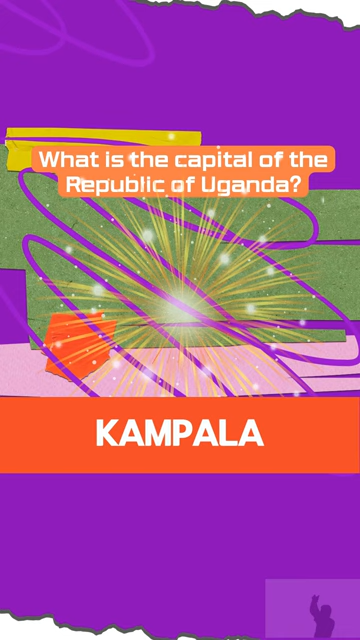 What is the capital of the
Republic of Uganda?
KAMPALA